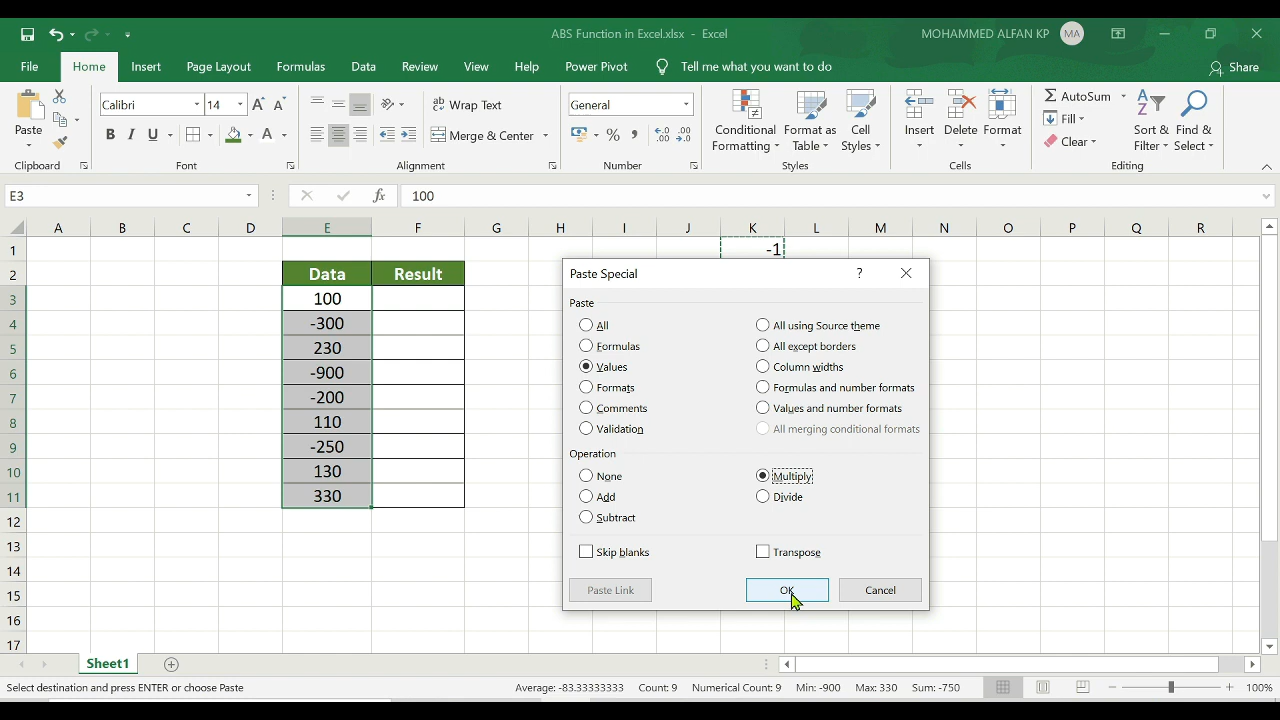 ABS Function in Excel.xlsx - Excel
MOHAMMED ALFAN KP MA
File Home Insert Page Layout Formulas Data Review View Help Power Pivot Tell me what you want to do Share
Paste
Calibri 14
B I U A
Wrap Text
Merge & Center
General
% ,
Conditional Formatting
Format as Table
Cell Styles
Insert Delete Format
AutoSum
Fill
Clear
Sort & Filter
Find & Select
Clipboard Font Alignment Number Styles Cells Editing
E3 fx 100
A B C D E F G H I J K L M N O P Q R
1 -1
2 Data Result
3 100
4 -300
5 230
6 -900
7 -200
8 110
9 -250
10 130
11 330
12
13
14
15
16
17
Paste Special ?
Paste
All All using Source theme
Formulas All except borders
Values Column widths
Formats Formulas and number formats
Comments Values and number formats
Validation All merging conditional formats
Operation
None Multiply
Add Divide
Subtract
Skip blanks Transpose
Paste Link OK Cancel
Sheet1
Select destination and press ENTER or choose Paste Average: -83.33333333 Count: 9 Numerical Count: 9 Min: -900 Max: 330 Sum: -750 100%